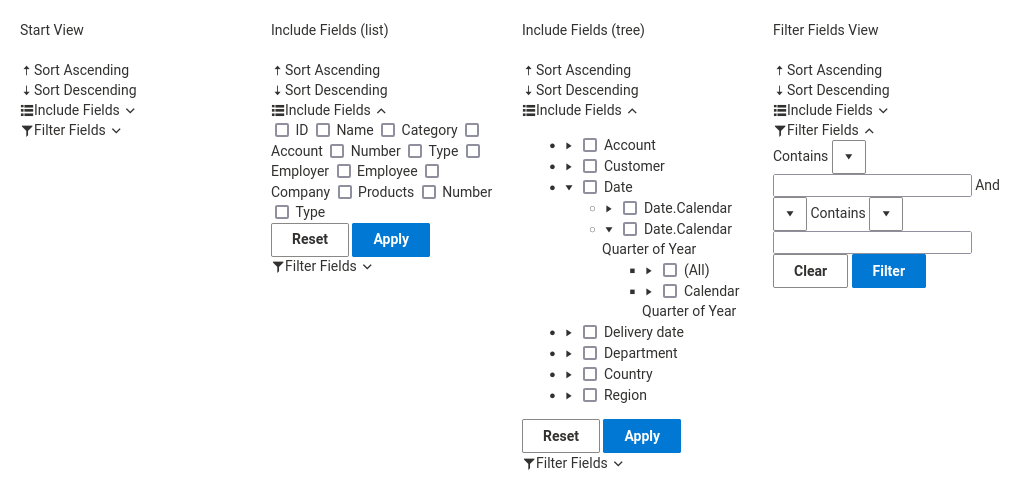 Start View
Sort Ascending
Sort Descending
Include Fields
Filter Fields
Include Fields (list)
Sort Ascending
Sort Descending
Include Fields
ID Name Category
Account Number Type
Employer Employee
Company Products Number
Type
Reset Apply
Filter Fields
Include Fields (tree)
Sort Ascending
Sort Descending
Include Fields
Account
Customer
Date
Date.Calendar
Date.Calendar
Quarter of Year
(All)
Calendar
Quarter of Year
Delivery date
Department
Country
Region
Reset Apply
Filter Fields
Filter Fields View
Sort Ascending
Sort Descending
Include Fields
Filter Fields
Contains
And
Contains
Clear Filter